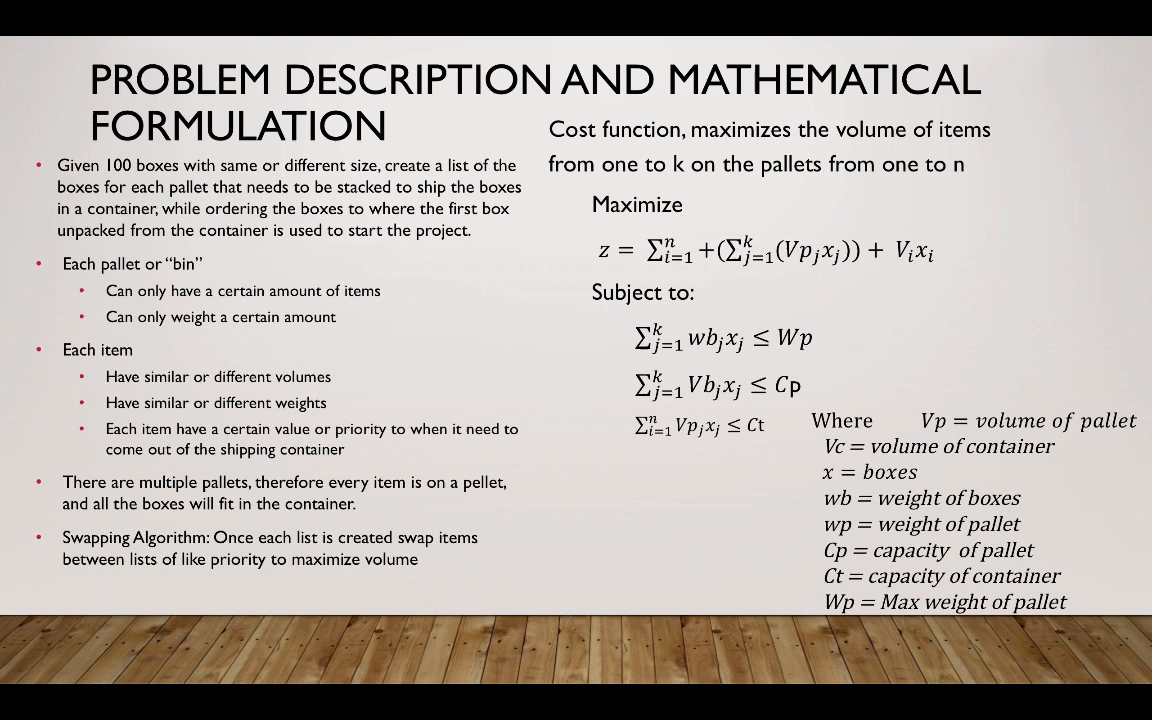 PROBLEM DESCRIPTION AND MATHEMATICAL
FORMULATION
• Given 100 boxes with same or different size, create a list of the
boxes for each pallet that needs to be stacked to ship the boxes
in a container, while ordering the boxes to where the first box
unpacked from the container is used to start the project.
• Each pallet or “bin”
• Can only have a certain amount of items
• Can only weight a certain amount
• Each item
• Have similar or different volumes
• Have similar or different weights
• Each item have a certain value or priority to when it need to
come out of the shipping container
• There are multiple pallets, therefore every item is on a pellet,
and all the boxes will fit in the container.
• Swapping Algorithm: Once each list is created swap items
between lists of like priority to maximize volume
Cost function, maximizes the volume of items
from one to k on the pallets from one to n
Maximize
z = ∑ⁿᵢ₌₁ +(∑ᵏⱼ₌₁(Vpⱼxⱼ)) + Vᵢxᵢ
Subject to:
∑ᵏⱼ₌₁ wbⱼxⱼ ≤ Wp
∑ᵏⱼ₌₁ Vbⱼxⱼ ≤ Cp
∑ⁿᵢ₌₁ Vpⱼxⱼ ≤ Ct
Where Vp = volume of pallet
Vc = volume of container
x = boxes
wb = weight of boxes
wp = weight of pallet
Cp = capacity of pallet
Ct = capacity of container
Wp = Max weight of pallet